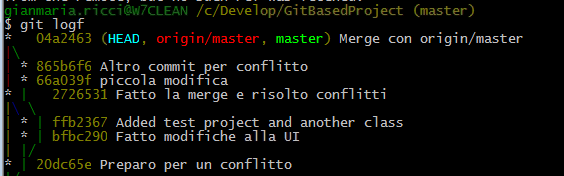 gianmaria.ricci@W7CLEAN /c/Develop/GitBasedProject (master)
$ git logf
*   04a2463 (HEAD, origin/master, master) Merge con origin/master
|\
| * 865b6f6 Altro commit per conflitto
| * 66a039f piccola modifica
* |   2726531 Fatto la merge e risolto conflitti
|\ \
| * | ffb2367 Added test project and another class
| * | bfbc290 Fatto modifiche alla UI
| |/
* | 20dc65e Preparo per un conflitto
|/